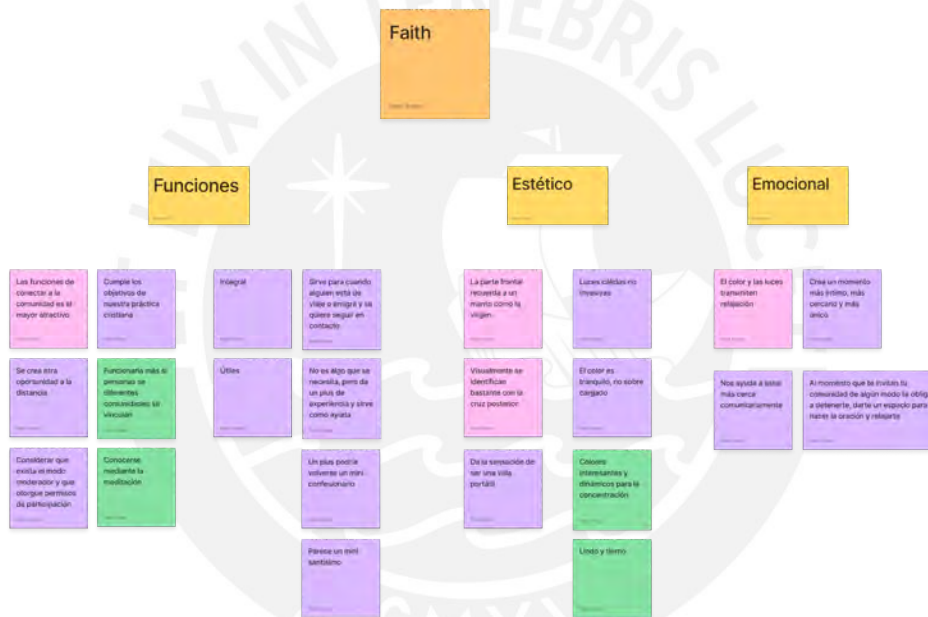 Faith
Funciones
Estético
Emocional
Las funciones de
conectar a la
comunidad es el
mayor atractivo
Cumple los
objetivos de
nuestra práctica
cristiana
Integral
Sirve para cuando
alguien está de
viaje o emigró y se
quiere seguir en
contacto
Se crea otra
oportunidad a la
distancia
Funcionaría más si
personas se
diferentes
comunidades se
vinculan
Útiles
No es algo que se
necesita, pero da
un plus de
experiencia y sirve
como ayuda
Considerar que
exista el modo
moderador y que
otorgue permisos
de participación
Conocerse
mediante la
meditación
Un plus podría
volverse un mini
confesionario
Parece un mini
santísimo
La parte frontal
recuerda a un
manto como la
virgen
Luces cálidas no
invasivas
Visualmente se
identifican
bastante con la
cruz posterior
El color es
tranquilo, no sobre
cargado
Da la sensación de
ser una vela
portátil
Colores
interesantes y
dinámicos para la
concentración
Lindo y tierno
El color y las luces
transmiten
relajación
Crea un momento
más íntimo, más
cercano y más
único
Nos ayuda a estar
más cerca
comunitariamente
Al momento que te invitan tu
comunidad de algún modo te oblig
a detenerte, darte un espacio para
hacer la oración y relajarte